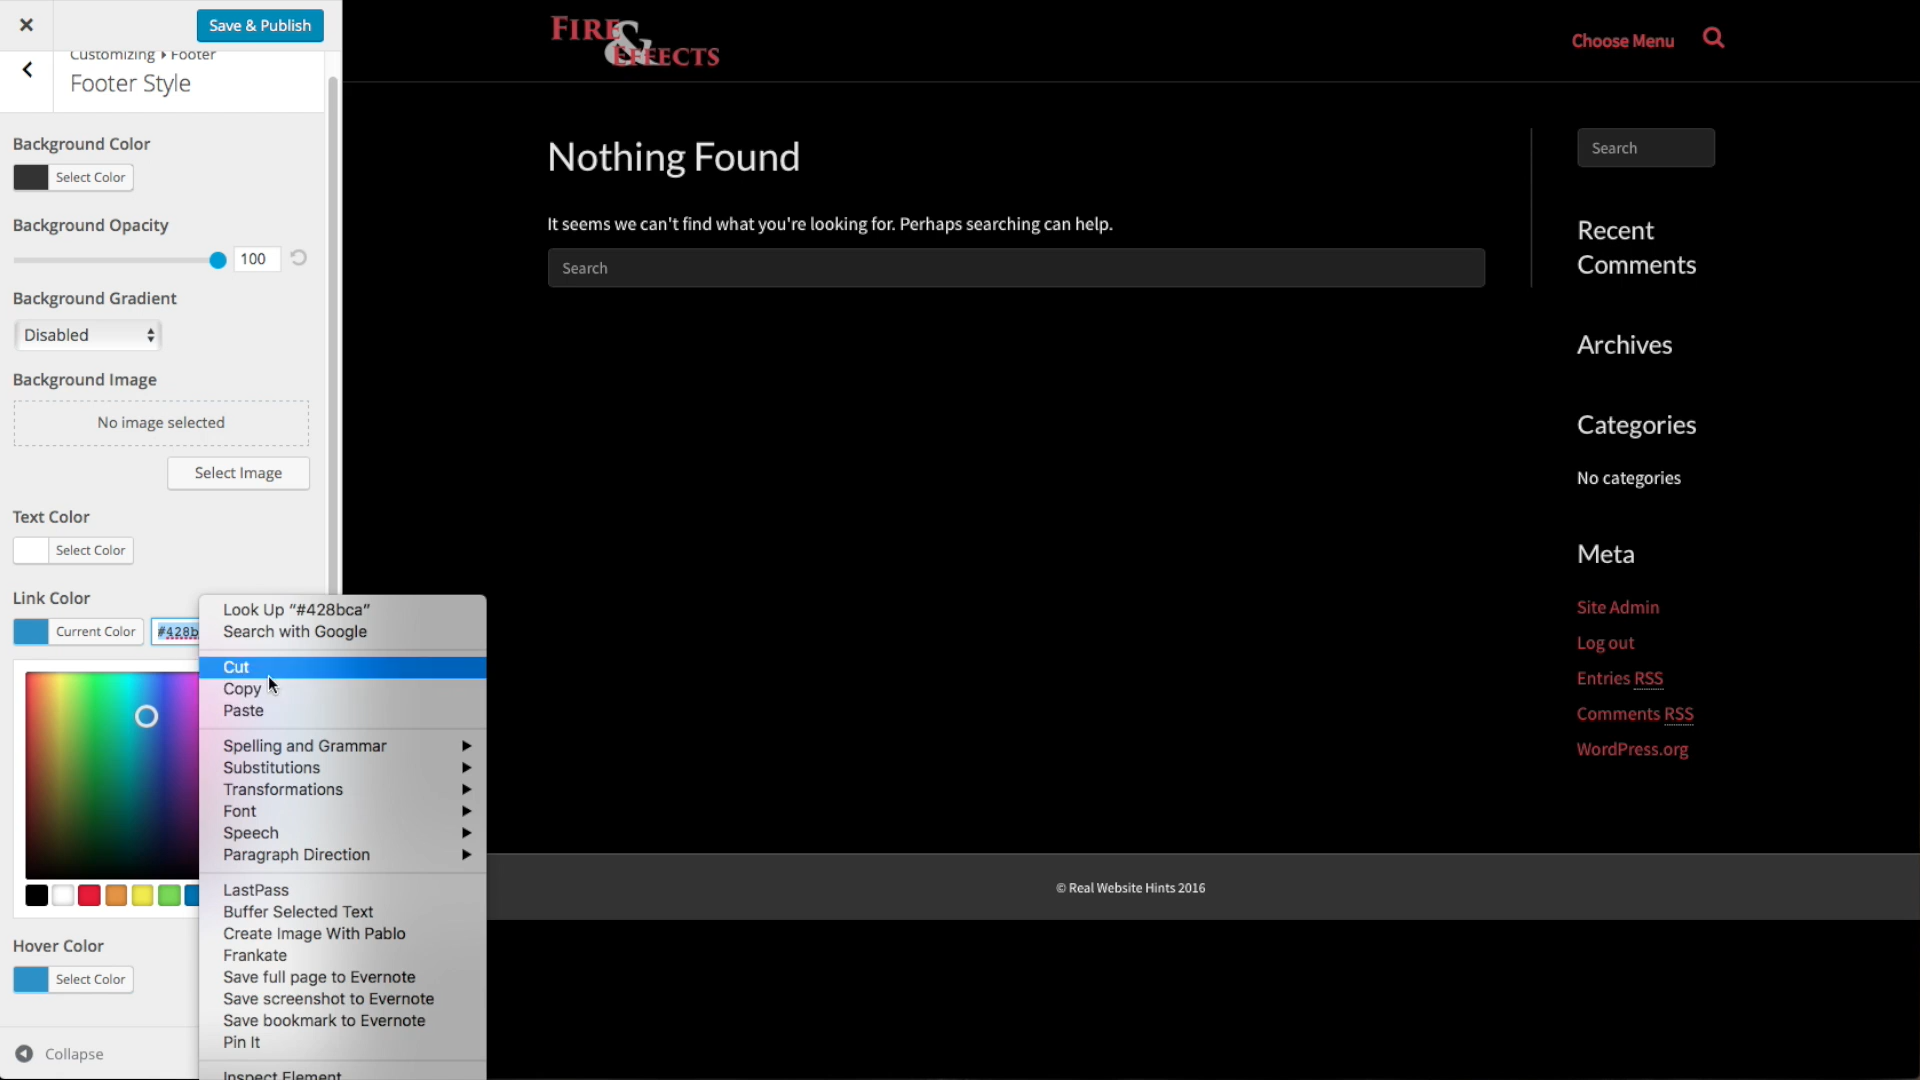 Save & Publish
Customizing ▸ Footer
Footer Style
Background Color
Select Color
Background Opacity
100
Background Gradient
Disabled
Background Image
No image selected
Select Image
Text Color
Select Color
Link Color
Current Color
#428b
Hover Color
Select Color
Collapse
Look Up “#428bca”
Search with Google
Cut
Copy
Paste
Spelling and Grammar
Substitutions
Transformations
Font
Speech
Paragraph Direction
LastPass
Buffer Selected Text
Create Image With Pablo
Frankate
Save full page to Evernote
Save screenshot to Evernote
Save bookmark to Evernote
Pin It
Inspect Element
FIRE
&
EFFECTS
Choose Menu
Nothing Found
It seems we can't find what you're looking for. Perhaps searching can help.
Search
Search
Recent
Comments
Archives
Categories
No categories
Meta
Site Admin
Log out
Entries RSS
Comments RSS
WordPress.org
© Real Website Hints 2016